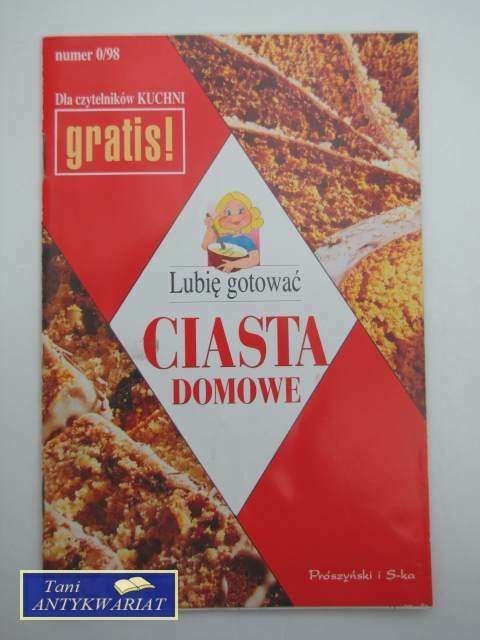 numer 0/98
Dla czytelników KUCHNI
gratis!
Lubię gotować
CIASTA
DOMOWE
Prószyński i S-ka
Tani
ANTYKWARIAT